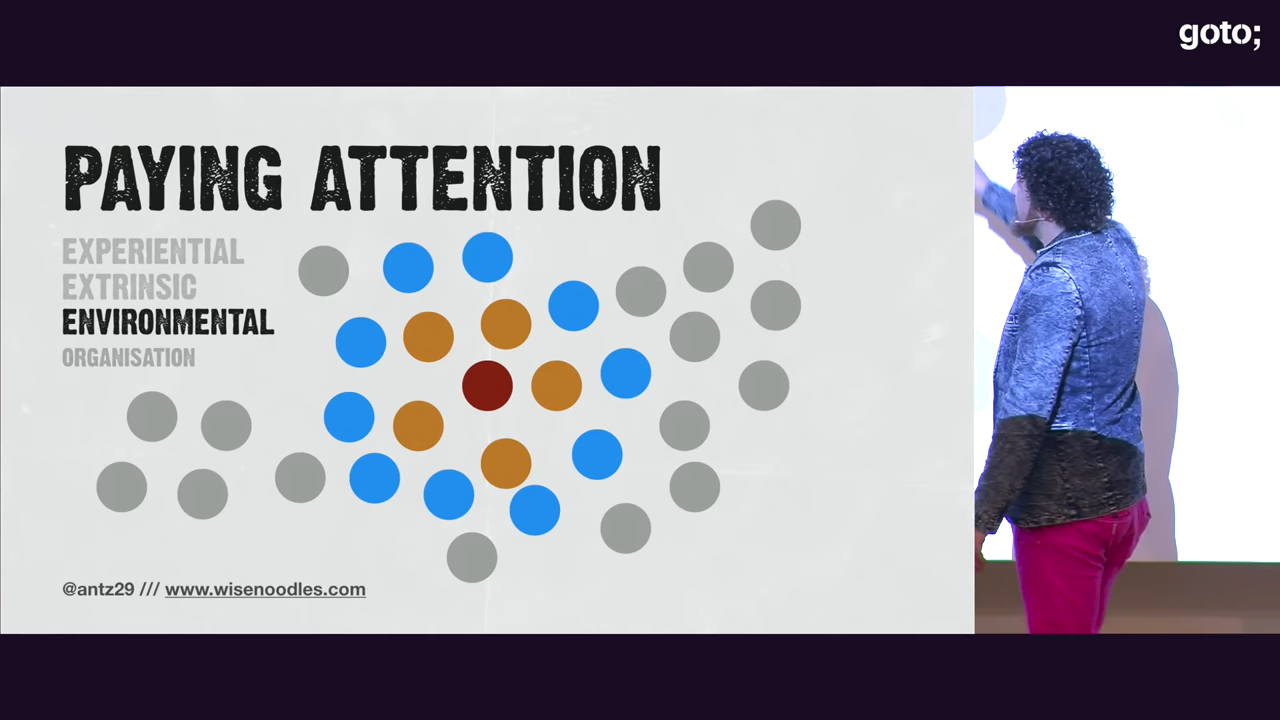 goto;
PAYING ATTENTION
EXPERIENTIAL
EXTRINSIC
ENVIRONMENTAL
ORGANISATION
@antz29 /// www.wisenoodles.com